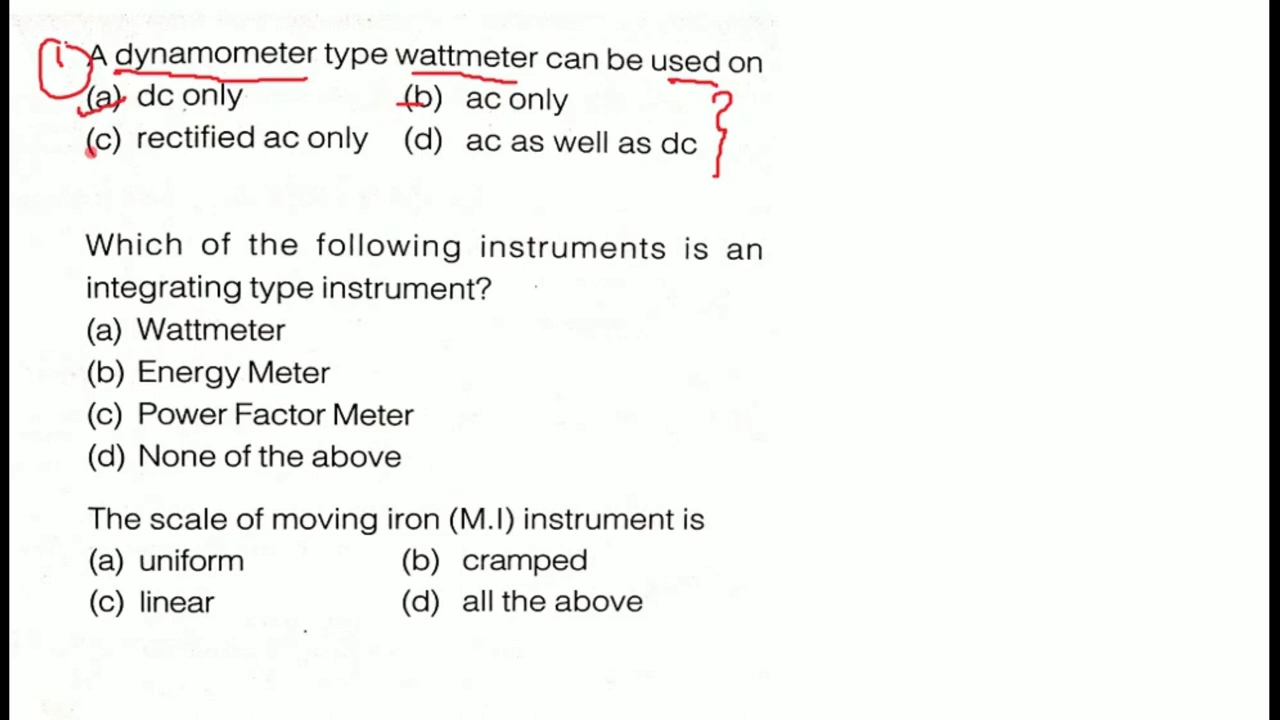 1 A dynamometer type wattmeter can be used on
(a) dc only (b) ac only
(c) rectified ac only (d) ac as well as dc ?
Which of the following instruments is an
integrating type instrument?
(a) Wattmeter
(b) Energy Meter
(c) Power Factor Meter
(d) None of the above
The scale of moving iron (M.I) instrument is
(a) uniform (b) cramped
(c) linear (d) all the above